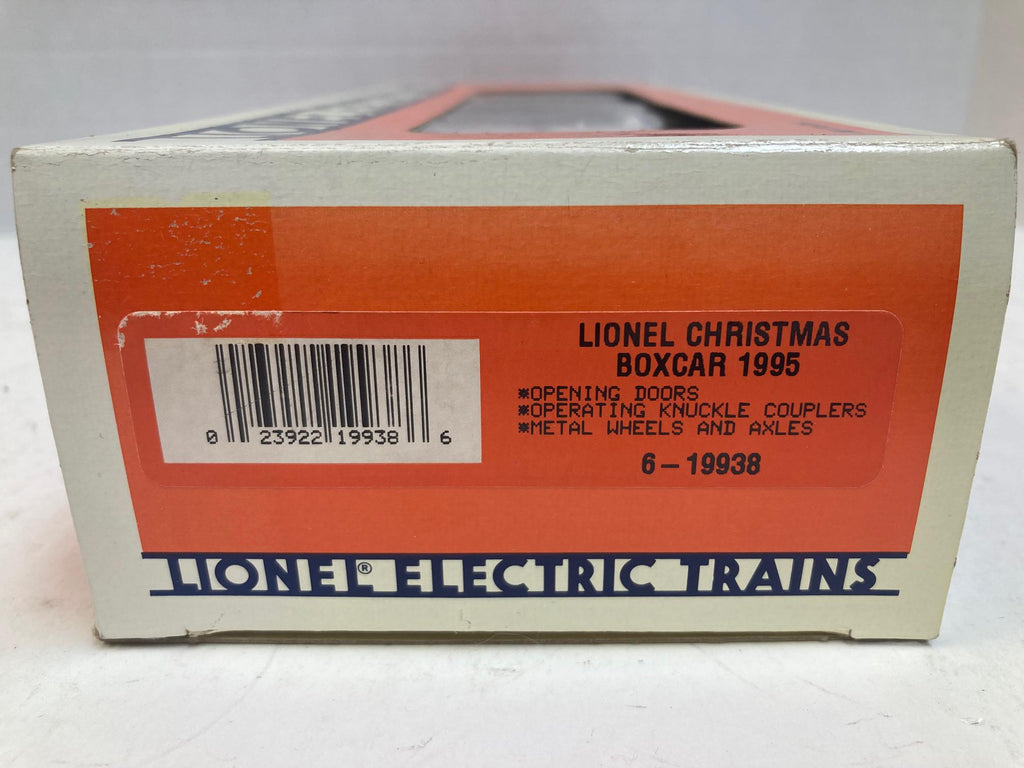 LIONEL CHRISTMAS
BOXCAR 1995
*OPENING DOORS
*OPERATING KNUCKLE COUPLERS
*METAL WHEELS AND AXLES
6-19938
0 23922 19938 6
LIONEL® ELECTRIC TRAINS